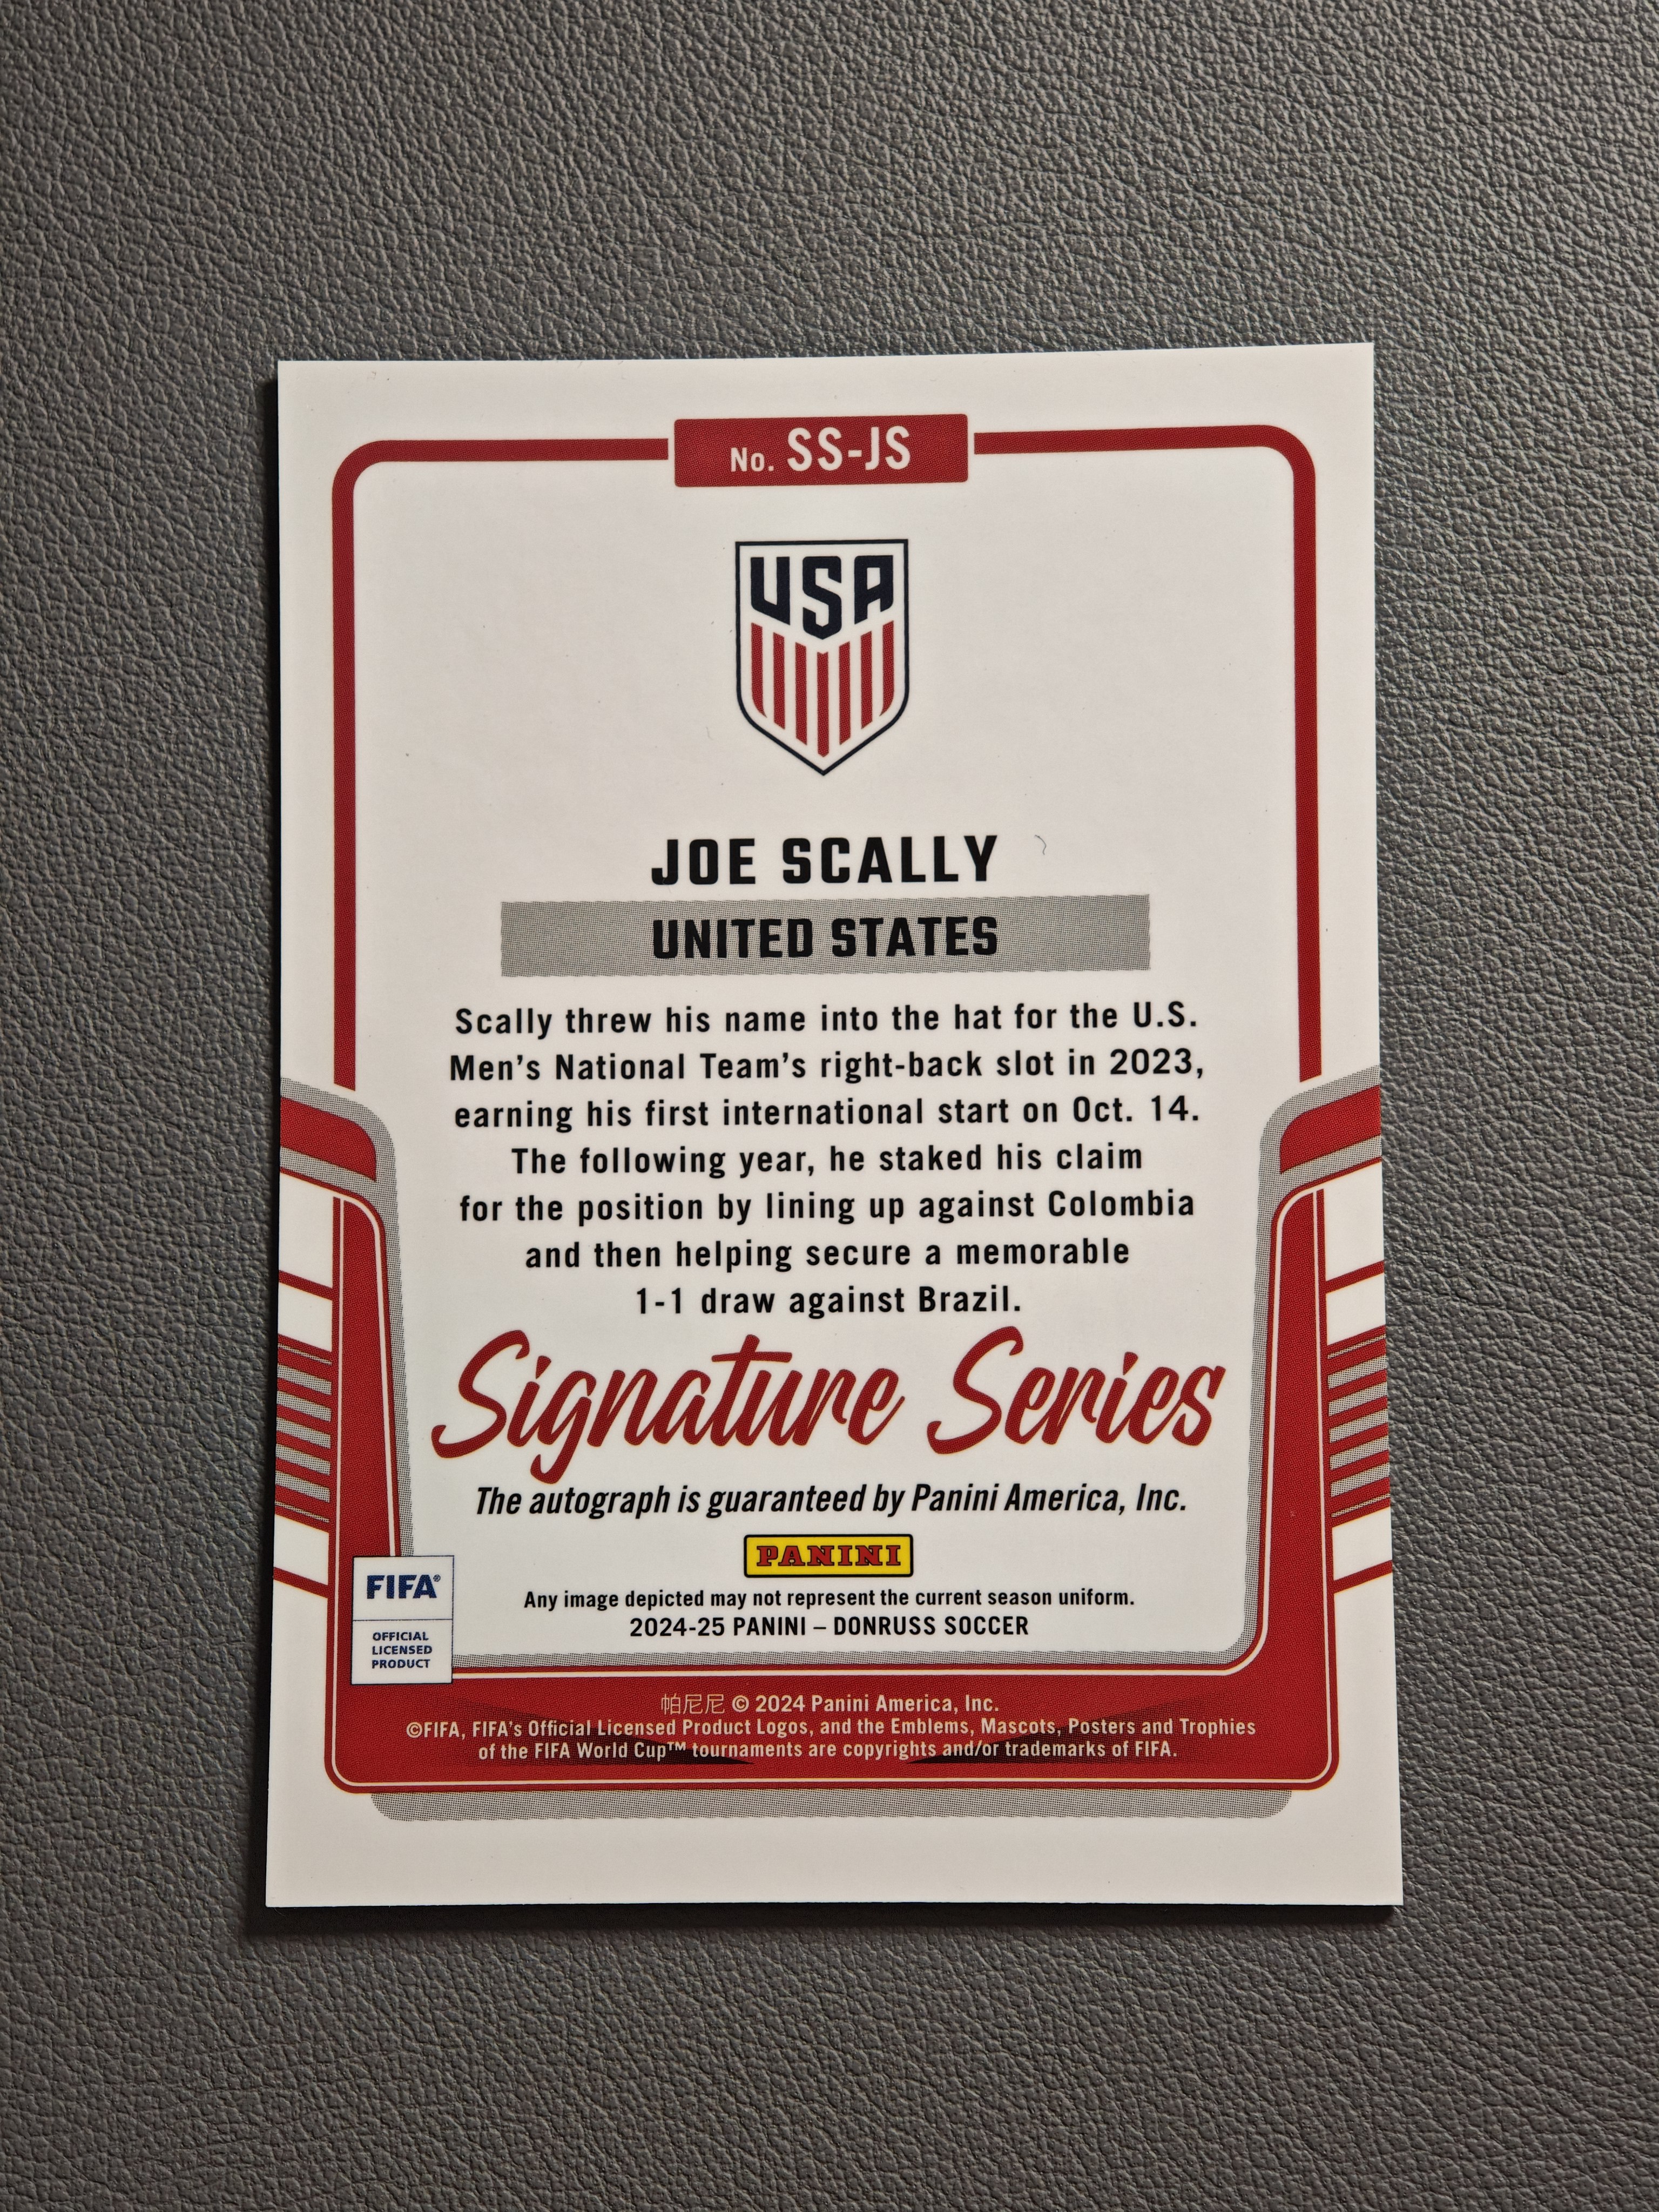 No. SS-JS
USA
JOE SCALLY
UNITED STATES
Scally threw his name into the hat for the U.S.
Men's National Team's right-back slot in 2023,
earning his first international start on Oct. 14.
The following year, he staked his claim
for the position by lining up against Colombia
and then helping secure a memorable
1-1 draw against Brazil.
Signature Series
The autograph is guaranteed by Panini America, Inc.
PANINI
Any image depicted may not represent the current season uniform.
2024-25 PANINI – DONRUSS SOCCER
FIFA®
OFFICIAL
LICENSED
PRODUCT
帕尼尼 © 2024 Panini America, Inc.
©FIFA, FIFA's Official Licensed Product Logos, and the Emblems, Mascots, Posters and Trophies
of the FIFA World Cup™ tournaments are copyrights and/or trademarks of FIFA.